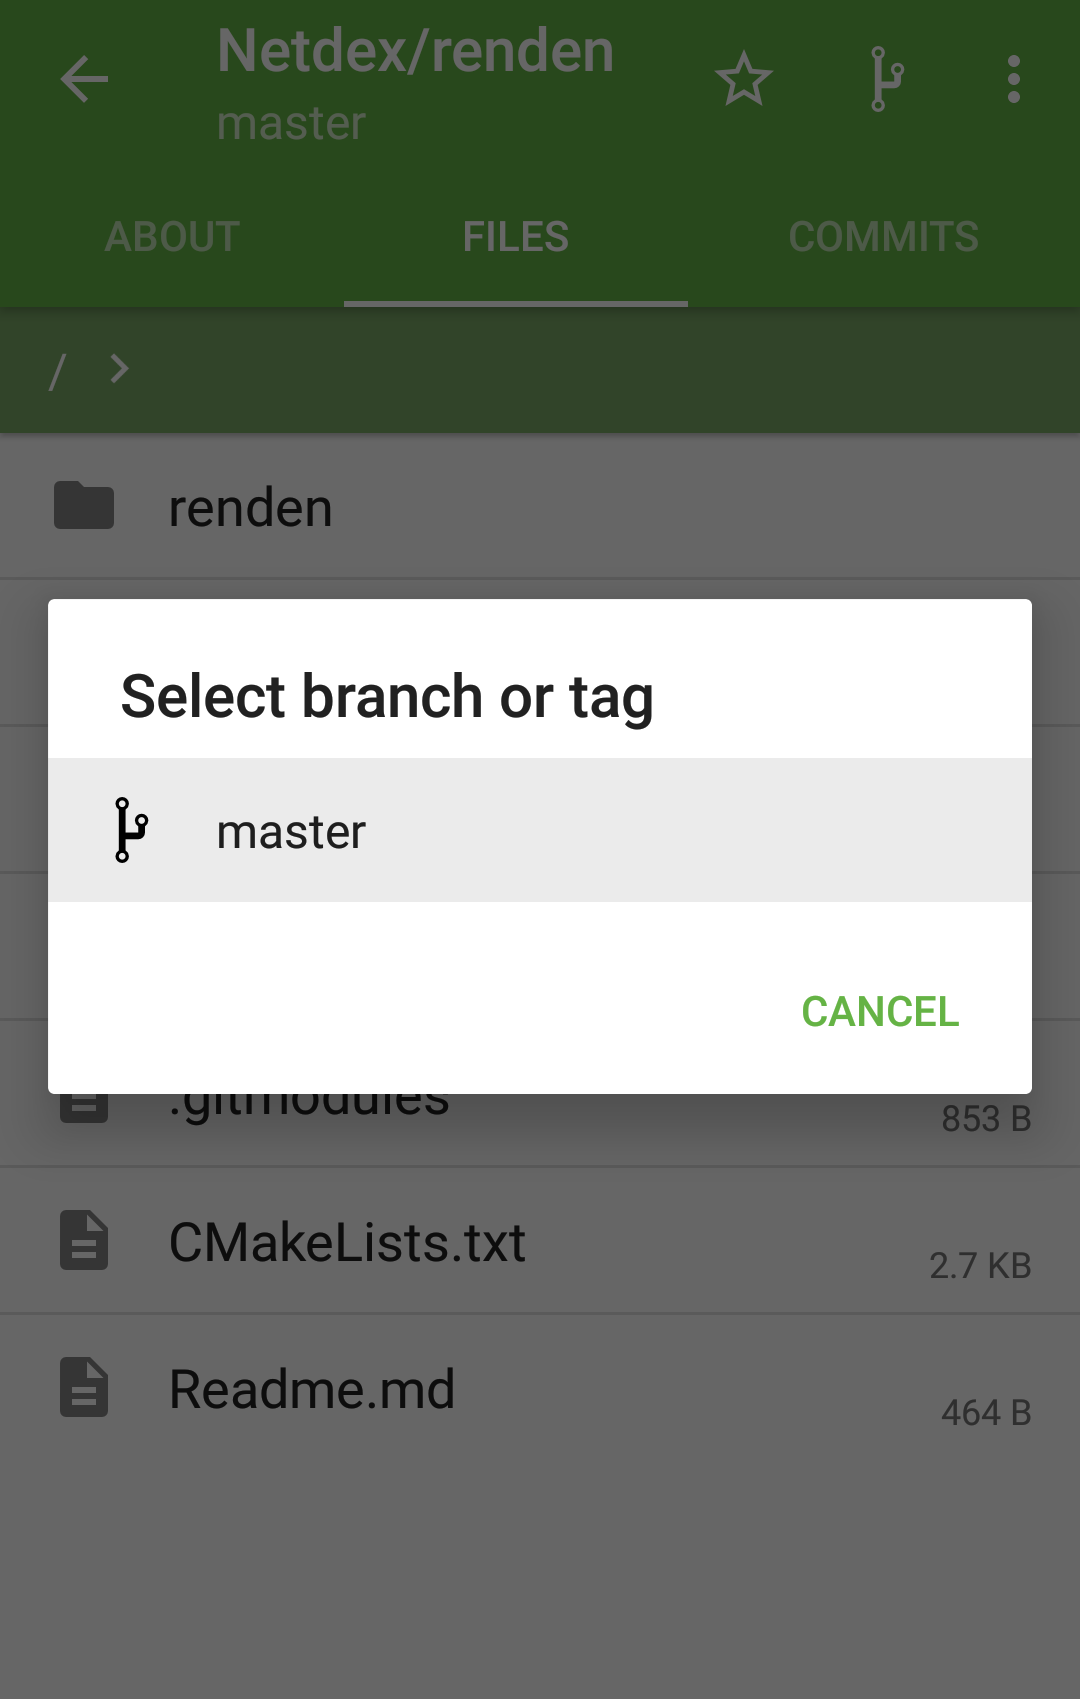 Netdex/renden
master
ABOUT
FILES
COMMITS
/
renden
Select branch or tag
master
CANCEL
.gitmodules
853 B
CMakeLists.txt
2.7 KB
Readme.md
464 B